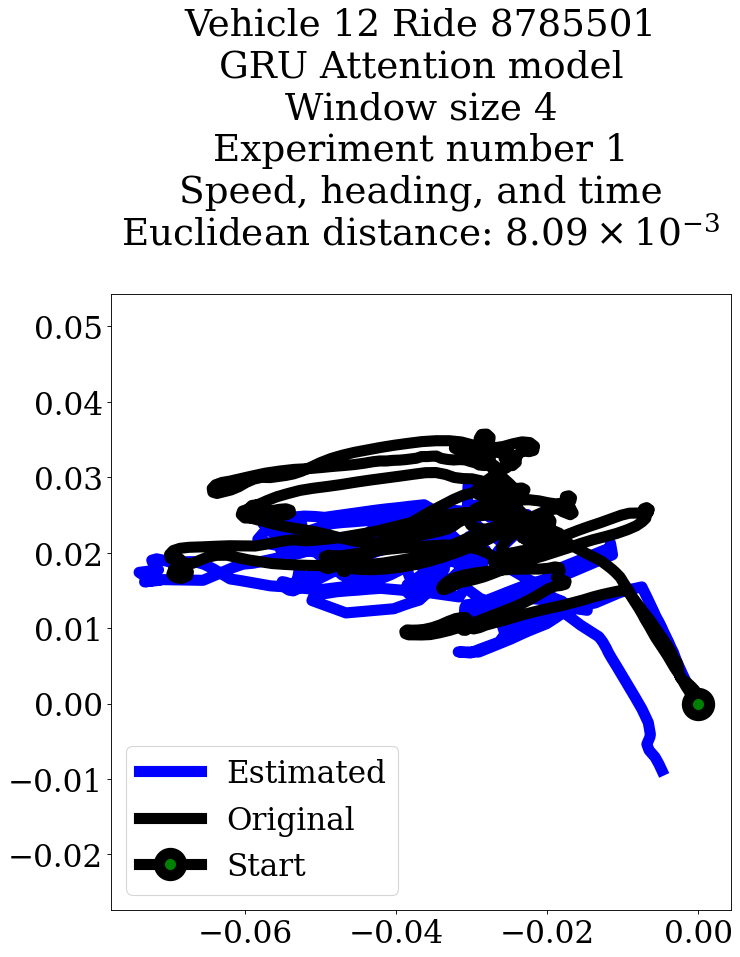 Vehicle 12 Ride 8785501
GRU Attention model
Window size 4
Experiment number 1
Speed, heading, and time
Euclidean distance: 8.09 × 10⁻³
0.05
0.04
0.03
0.02
0.01
0.00
−0.01
−0.02
Estimated
Original
Start
−0.06 −0.04 −0.02 0.00